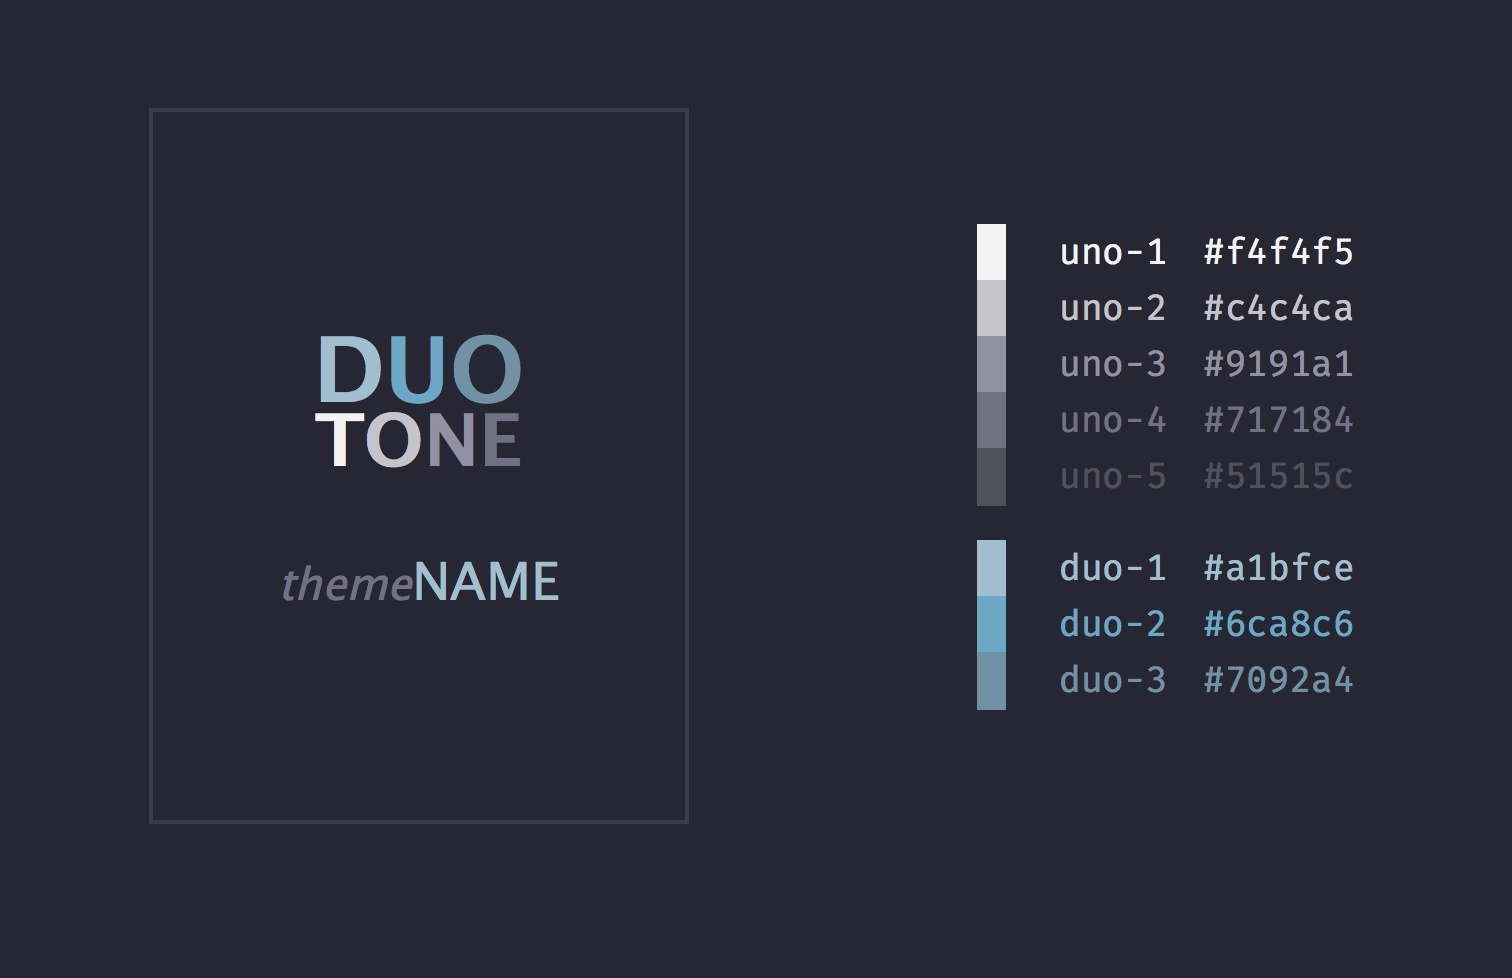 DUO
TONE
themeNAME
uno-1 #f4f4f5
uno-2 #c4c4ca
uno-3 #9191a1
uno-4 #717184
uno-5 #51515c
duo-1 #a1bfce
duo-2 #6ca8c6
duo-3 #7092a4